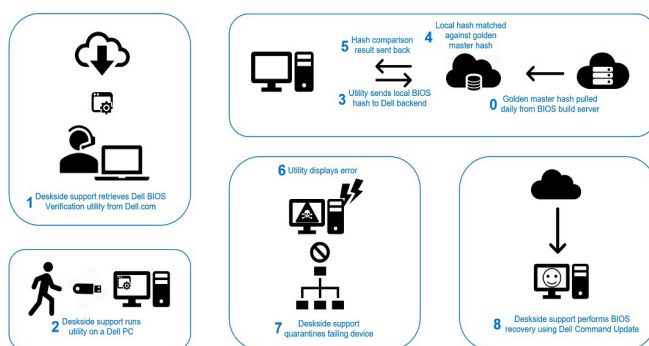 1 Deskside support retrieves Dell BIOS
Verification utility from Dell.com
2 Deskside support runs
utility on a Dell PC
5 Hash comparison
result sent back
4 Local hash matched
against golden
master hash
3 Utility sends local BIOS
hash to Dell backend
0 Golden master hash pulled
daily from BIOS build server
6 Utility displays error
7 Deskside support
quarantines failing device
8 Deskside support performs BIOS
recovery using Dell Command Update